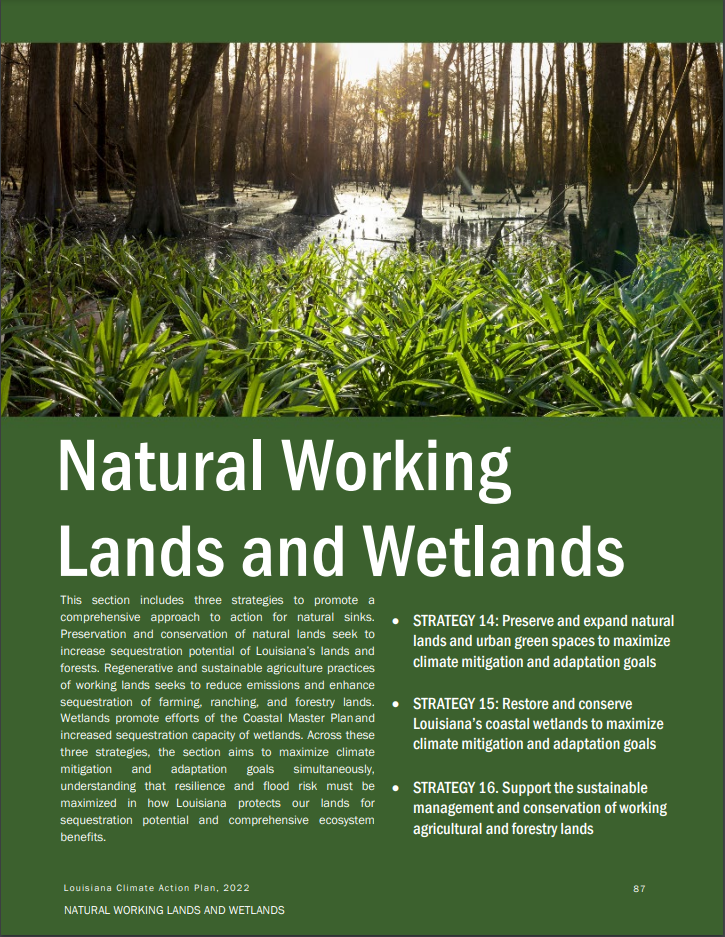 Natural Working
Lands and Wetlands
This section includes three strategies to promote a
comprehensive approach to action for natural sinks.
Preservation and conservation of natural lands seek to
increase sequestration potential of Louisiana's lands and
forests. Regenerative and sustainable agriculture practices
of working lands seeks to reduce emissions and enhance
sequestration of farming, ranching, and forestry lands.
Wetlands promote efforts of the Coastal Master Plan and
increased sequestration capacity of wetlands. Across these
three strategies, the section aims to maximize climate
mitigation and adaptation goals simultaneously,
understanding that resilience and flood risk must be
maximized in how Louisiana protects our lands for
sequestration potential and comprehensive ecosystem
benefits.
• STRATEGY 14: Preserve and expand natural
lands and urban green spaces to maximize
climate mitigation and adaptation goals
• STRATEGY 15: Restore and conserve
Louisiana's coastal wetlands to maximize
climate mitigation and adaptation goals
• STRATEGY 16. Support the sustainable
management and conservation of working
agricultural and forestry lands
Louisiana Climate Action Plan, 2022
87
NATURAL WORKING LANDS AND WETLANDS